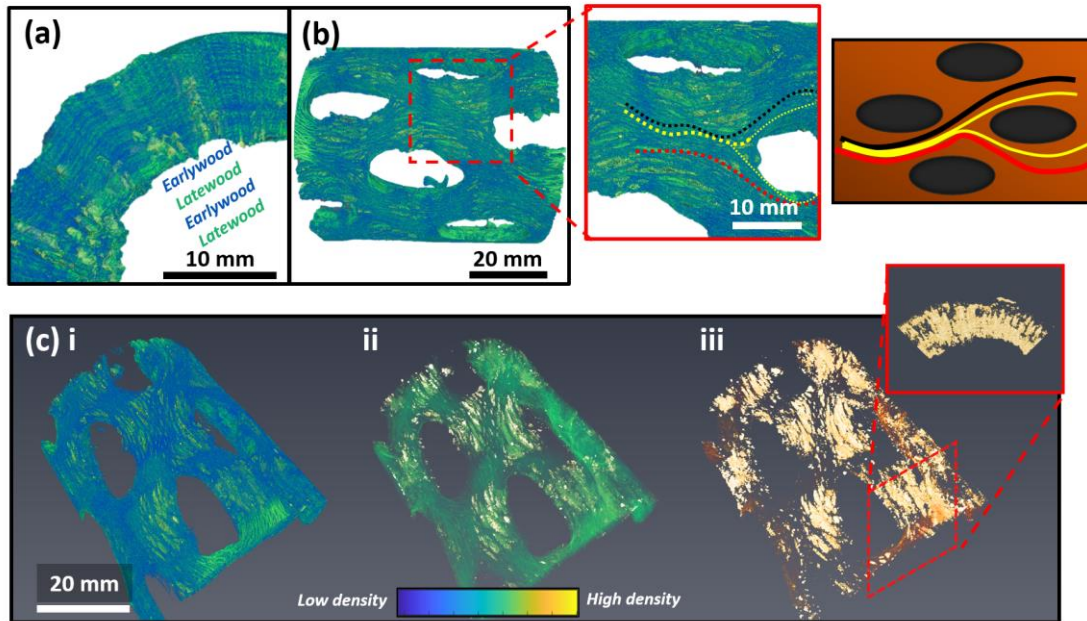 (a)
Earlywood
Latewood
Earlywood
Latewood
10 mm
(b)
20 mm
10 mm
(c) i
ii
iii
20 mm
Low density
High density